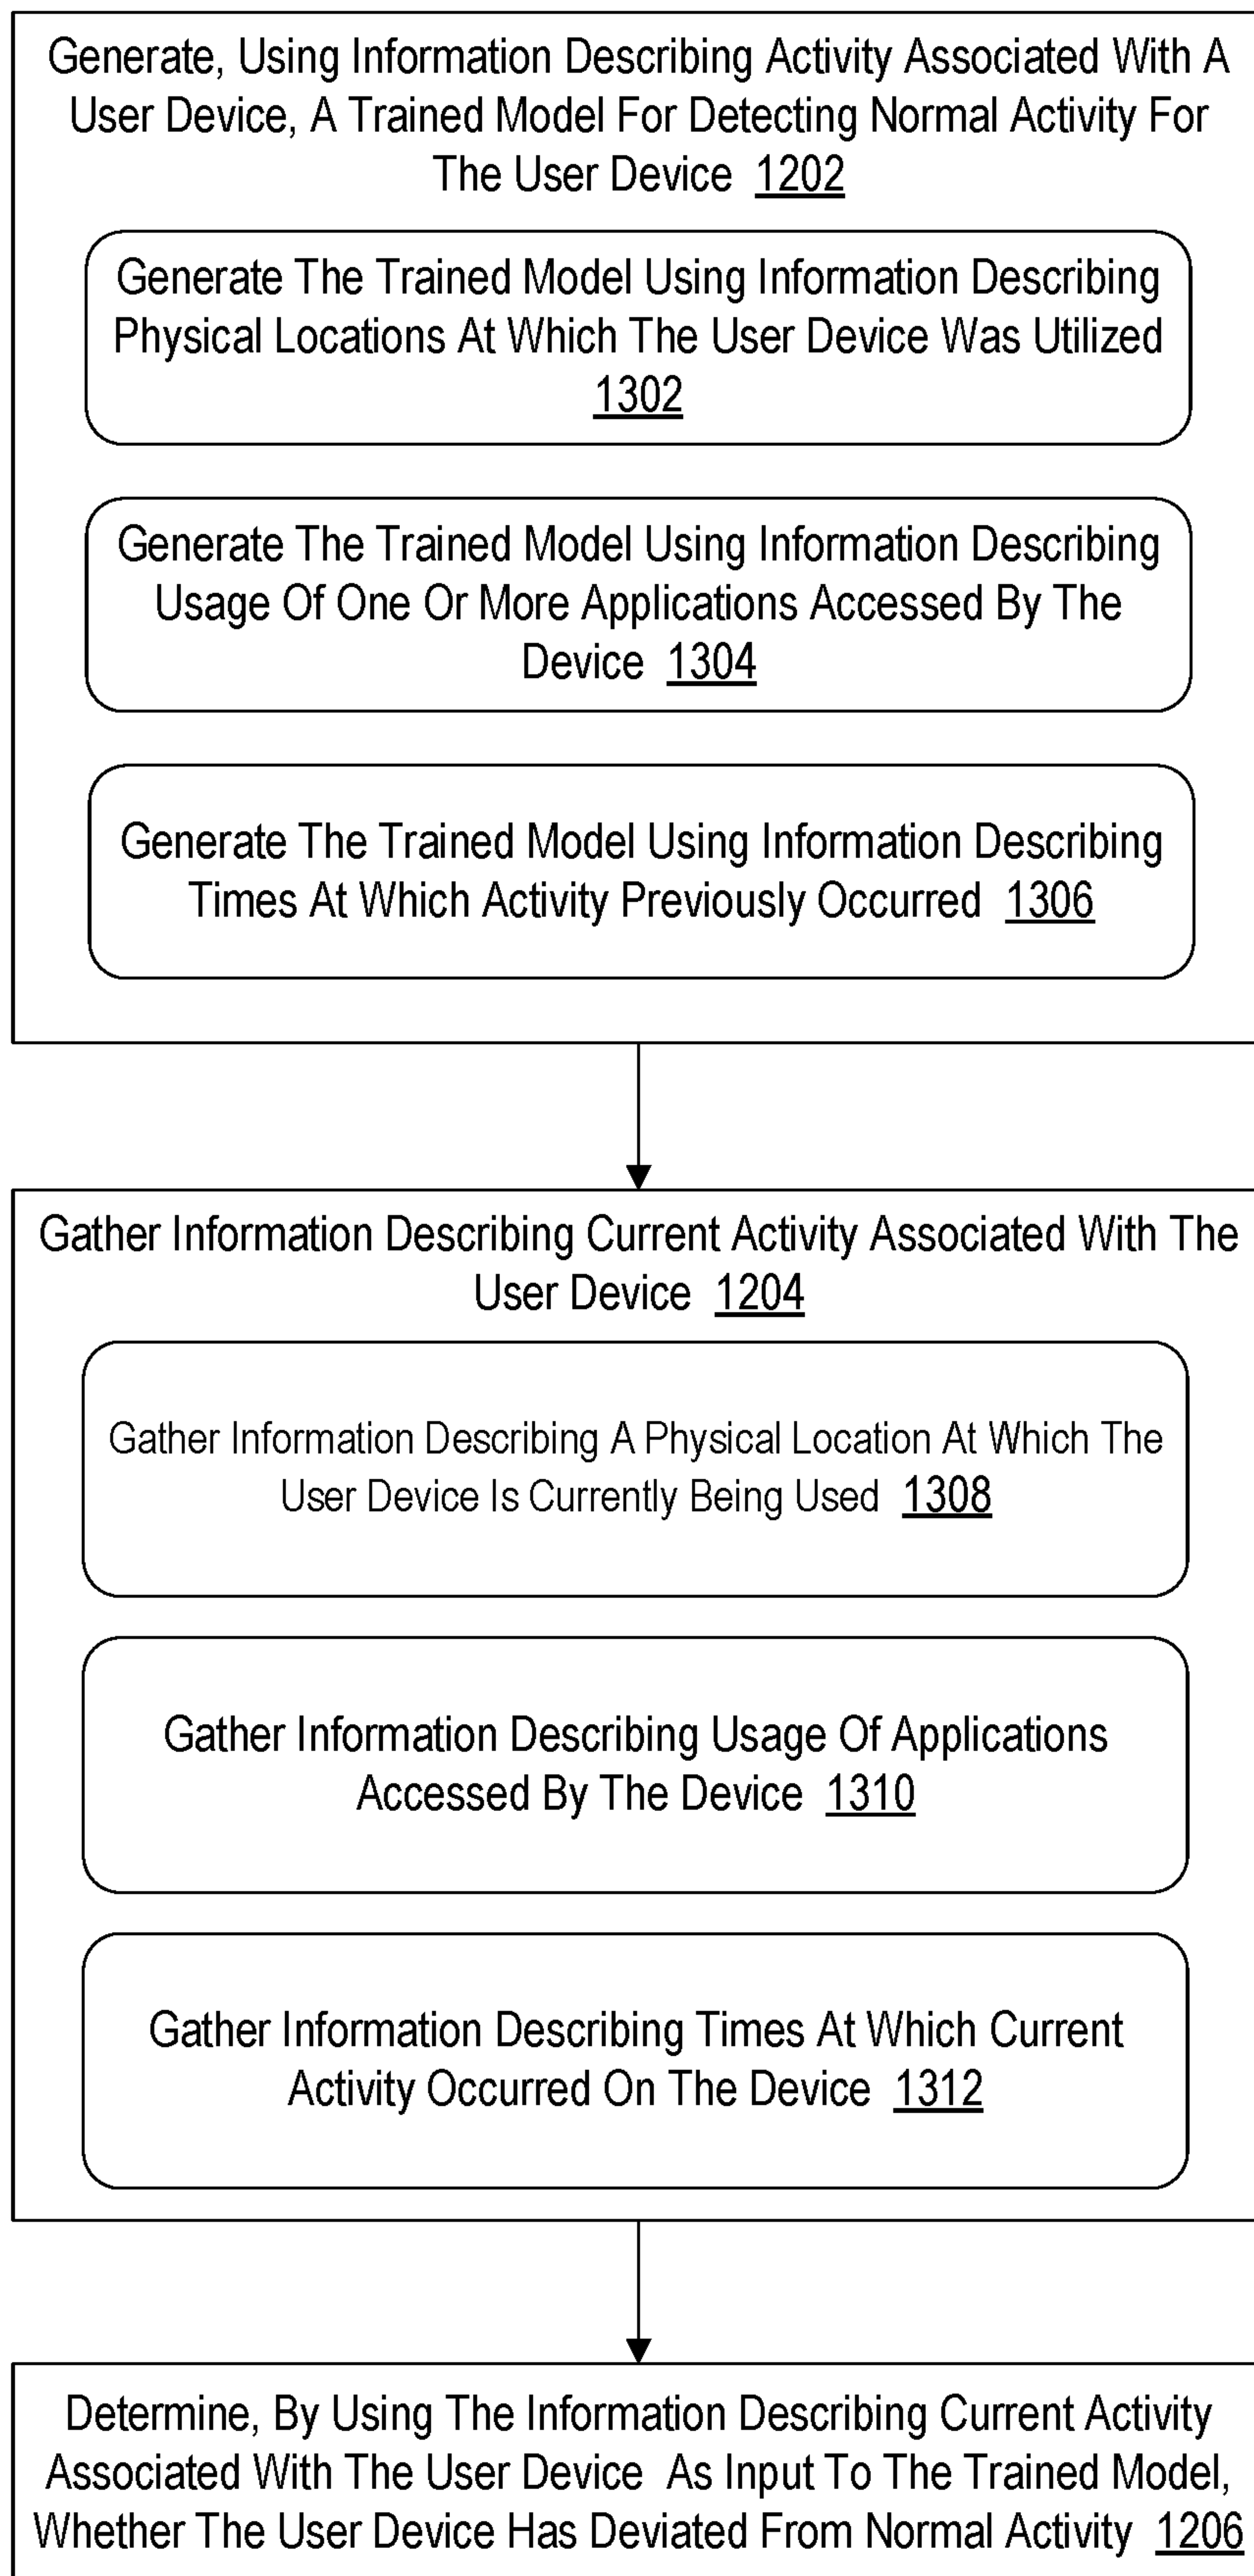 Generate, Using Information Describing Activity Associated With A
User Device, A Trained Model For Detecting Normal Activity For
The User Device 1202
Generate The Trained Model Using Information Describing
Physical Locations At Which The User Device Was Utilized
1302
Generate The Trained Model Using Information Describing
Usage Of One Or More Applications Accessed By The
Device 1304
Generate The Trained Model Using Information Describing
Times At Which Activity Previously Occurred 1306
Gather Information Describing Current Activity Associated With The
User Device 1204
Gather Information Describing A Physical Location At Which The
User Device Is Currently Being Used 1308
Gather Information Describing Usage Of Applications
Accessed By The Device 1310
Gather Information Describing Times At Which Current
Activity Occurred On The Device 1312
Determine, By Using The Information Describing Current Activity
Associated With The User Device As Input To The Trained Model,
Whether The User Device Has Deviated From Normal Activity 1206